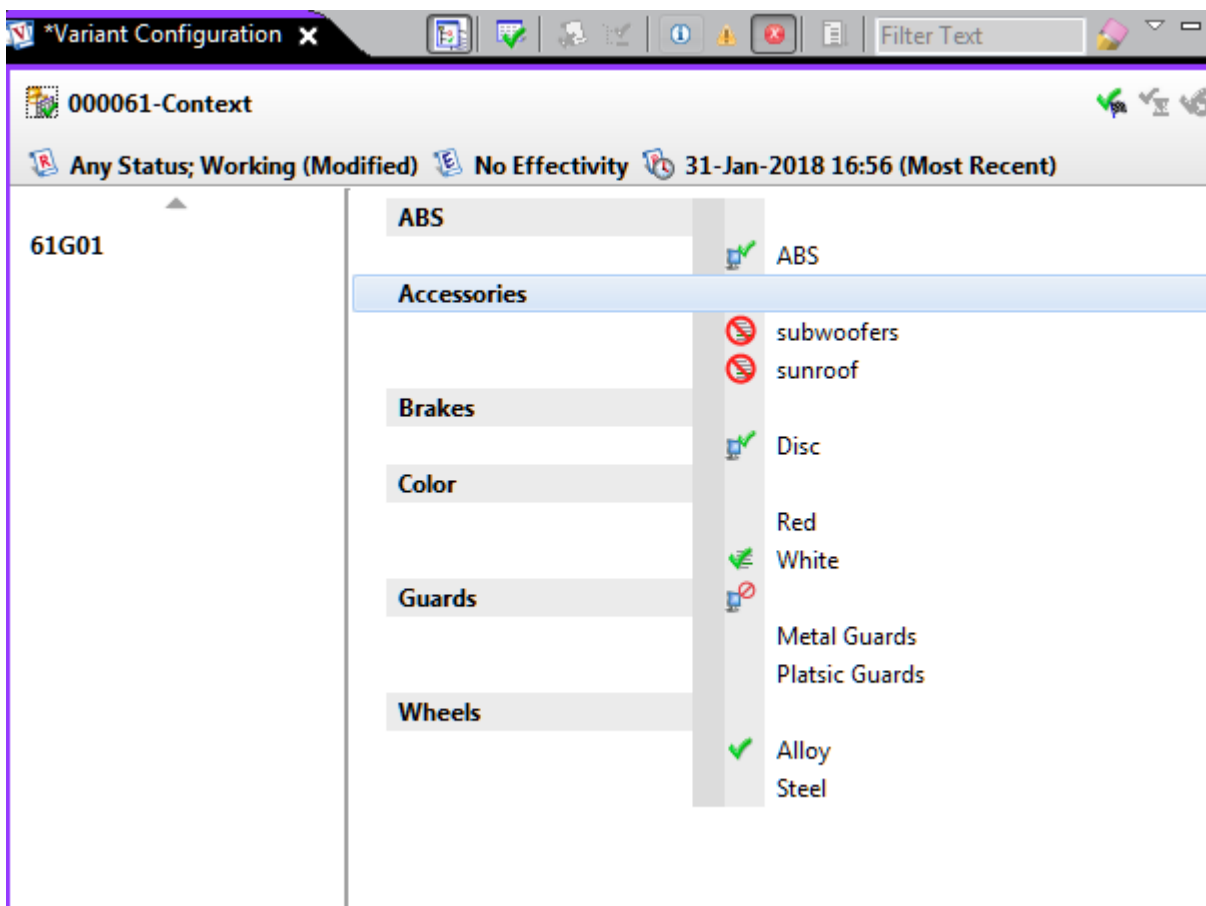 *Variant Configuration
Filter Text
000061-Context
Any Status; Working (Modified) No Effectivity 31-Jan-2018 16:56 (Most Recent)
61G01
ABS
ABS
Accessories
subwoofers
sunroof
Brakes
Disc
Color
Red
White
Guards
Metal Guards
Platsic Guards
Wheels
Alloy
Steel